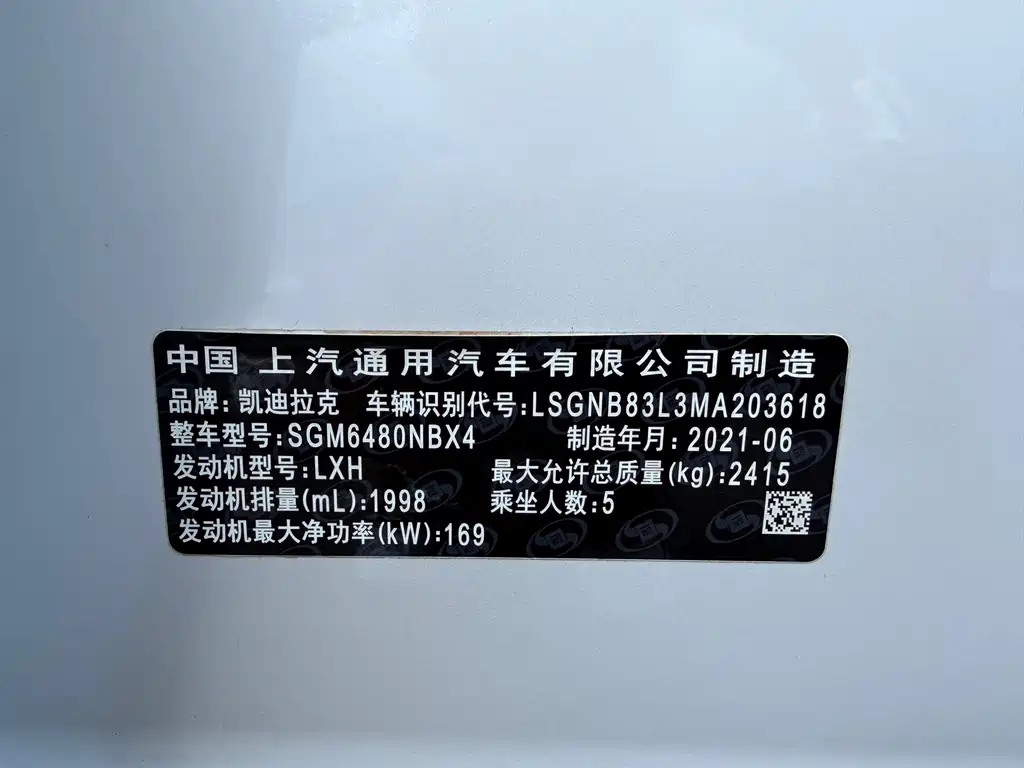 中国 上汽通用汽车有限公司制造
品牌: 凯迪拉克 车辆识别代号:LSGNB83L3MA203618
整车型号:SGM6480NBX4 制造年月: 2021-06
发动机型号:LXH 最大允许总质量(kg):2415
发动机排量(mL):1998 乘坐人数:5
发动机最大净功率(kW):169